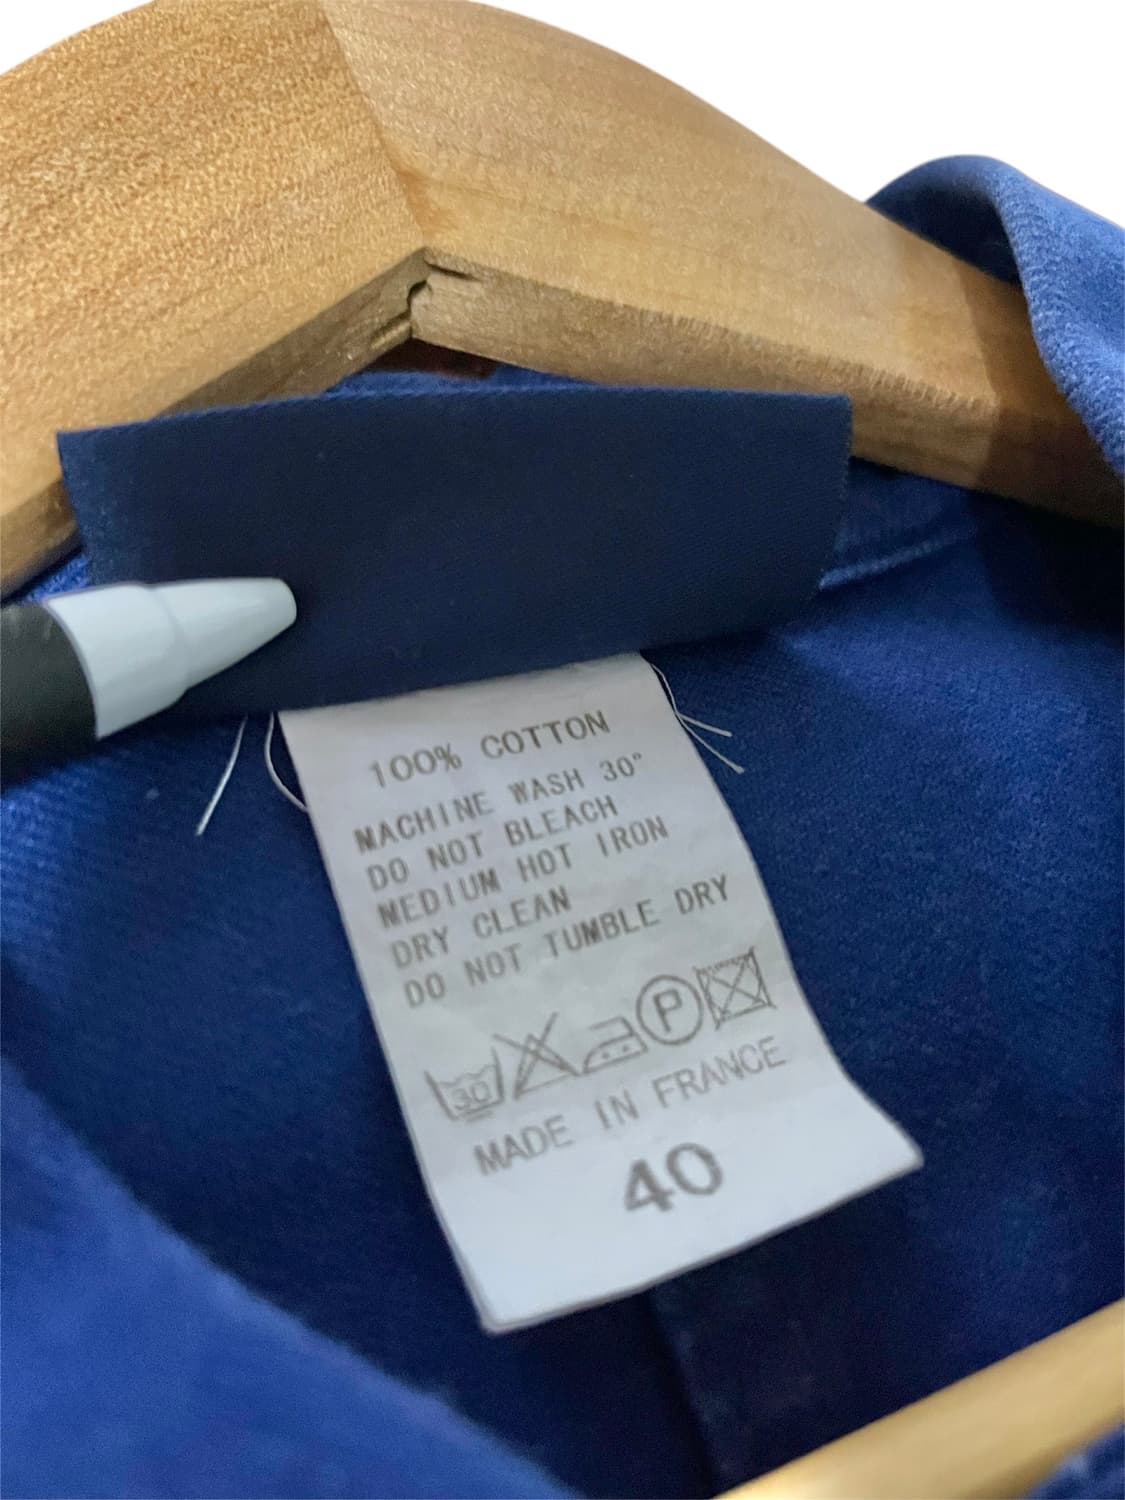 100% COTTON
MACHINE WASH 30°
DO NOT BLEACH
MEDIUM HOT IRON
DRY CLEAN
DO NOT TUMBLE DRY
30 P
MADE IN FRANCE
40